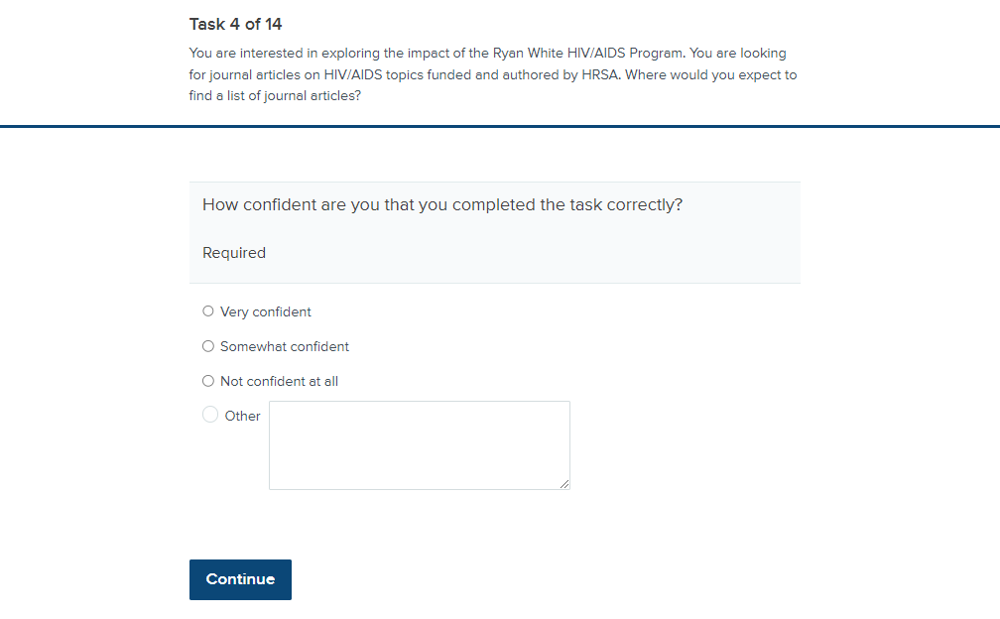 Task 4 of 14
You are interested in exploring the impact of the Ryan White HIV/AIDS Program. You are looking
for journal articles on HIV/AIDS topics funded and authored by HRSA. Where would you expect to
find a list of journal articles?
How confident are you that you completed the task correctly?
Required
Very confident
Somewhat confident
Not confident at all
Other
Continue